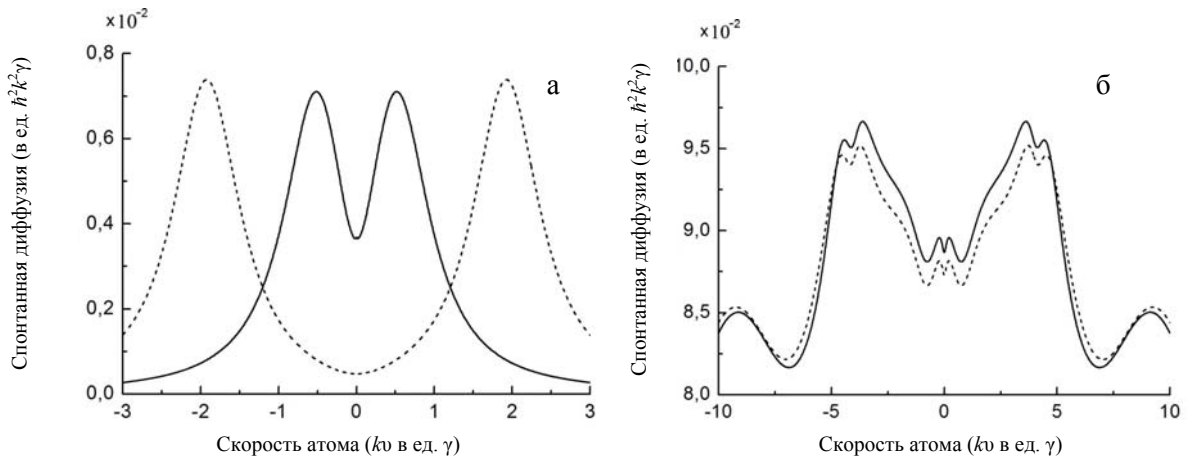 x10⁻²
0,8
0,6
0,4
0,2
0,0
-3
-2
-1
0
1
2
3
а
Спонтанная диффузия (в ед. ℏ²k²γ)
Скорость атома (kυ в ед. γ)
x10⁻²
10,0
9,5
9,0
8,5
8,0
-10
-5
0
5
10
б
Спонтанная диффузия (в ед. ℏ²k²γ)
Скорость атома (kυ в ед. γ)